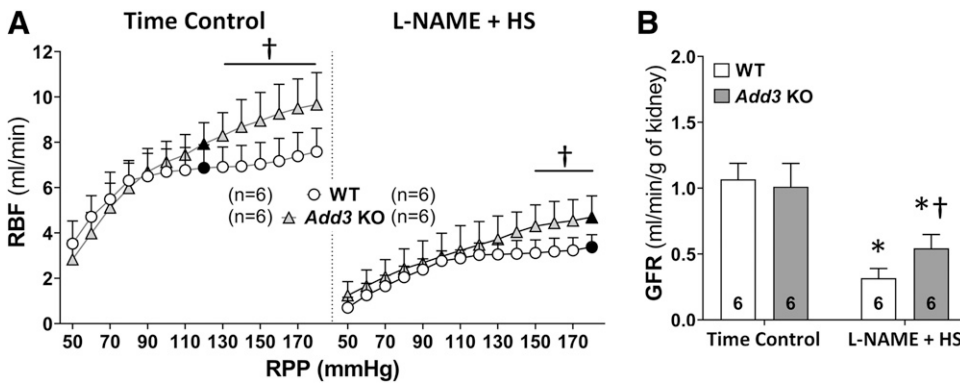 A
Time Control
L-NAME + HS
†
†
12
10
8
6
4
2
0
RBF (ml/min)
(n=6) WT (n=6)
(n=6) Add3 KO (n=6)
50 70 90 110 130 150 170 50 70 90 110 130 150 170
RPP (mmHg)
B
WT
Add3 KO
2.0
1.5
1.0
0.5
0.0
GFR (ml/min/g of kidney)
*
*†
6 6 6 6
Time Control L-NAME + HS